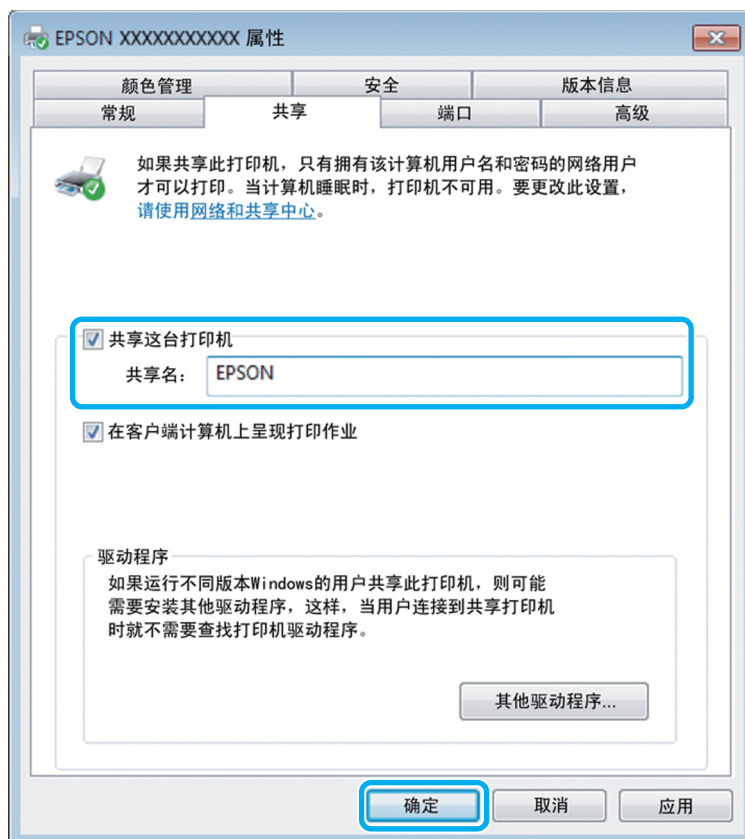 EPSON XXXXXXXXXXX 属性
颜色管理
安全
版本信息
常规
共享
端口
高级
如果共享此打印机，只有拥有该计算机用户名和密码的网络用户
才可以打印。当计算机睡眠时，打印机不可用。要更改此设置，
请使用网络和共享中心。
共享这台打印机
共享名：
EPSON
在客户端计算机上呈现打印作业
驱动程序
如果运行不同版本Windows的用户共享此打印机，则可能
需要安装其他驱动程序，这样，当用户连接到共享打印机
时就不需要查找打印机驱动程序。
其他驱动程序...
确定
取消
应用